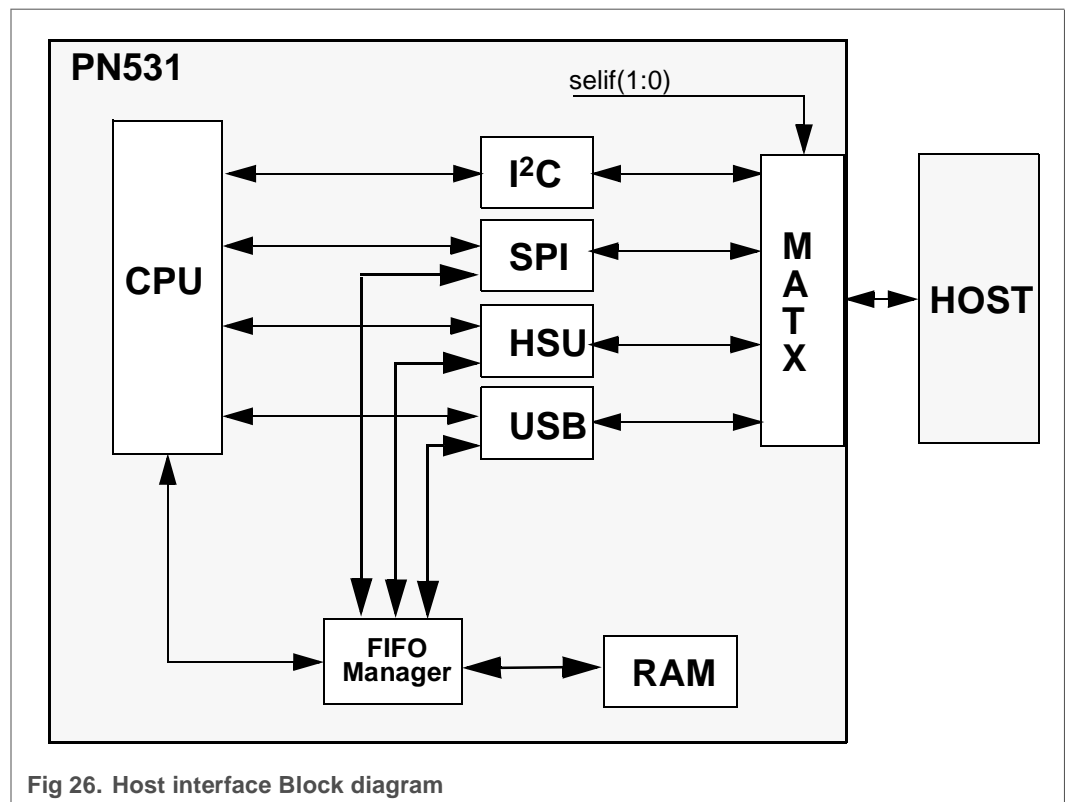 PN531
selif(1:0)
I²C
SPI
CPU
HSU
USB
M
A
T
X
HOST
FIFO
Manager
RAM
Fig 26. Host interface Block diagram